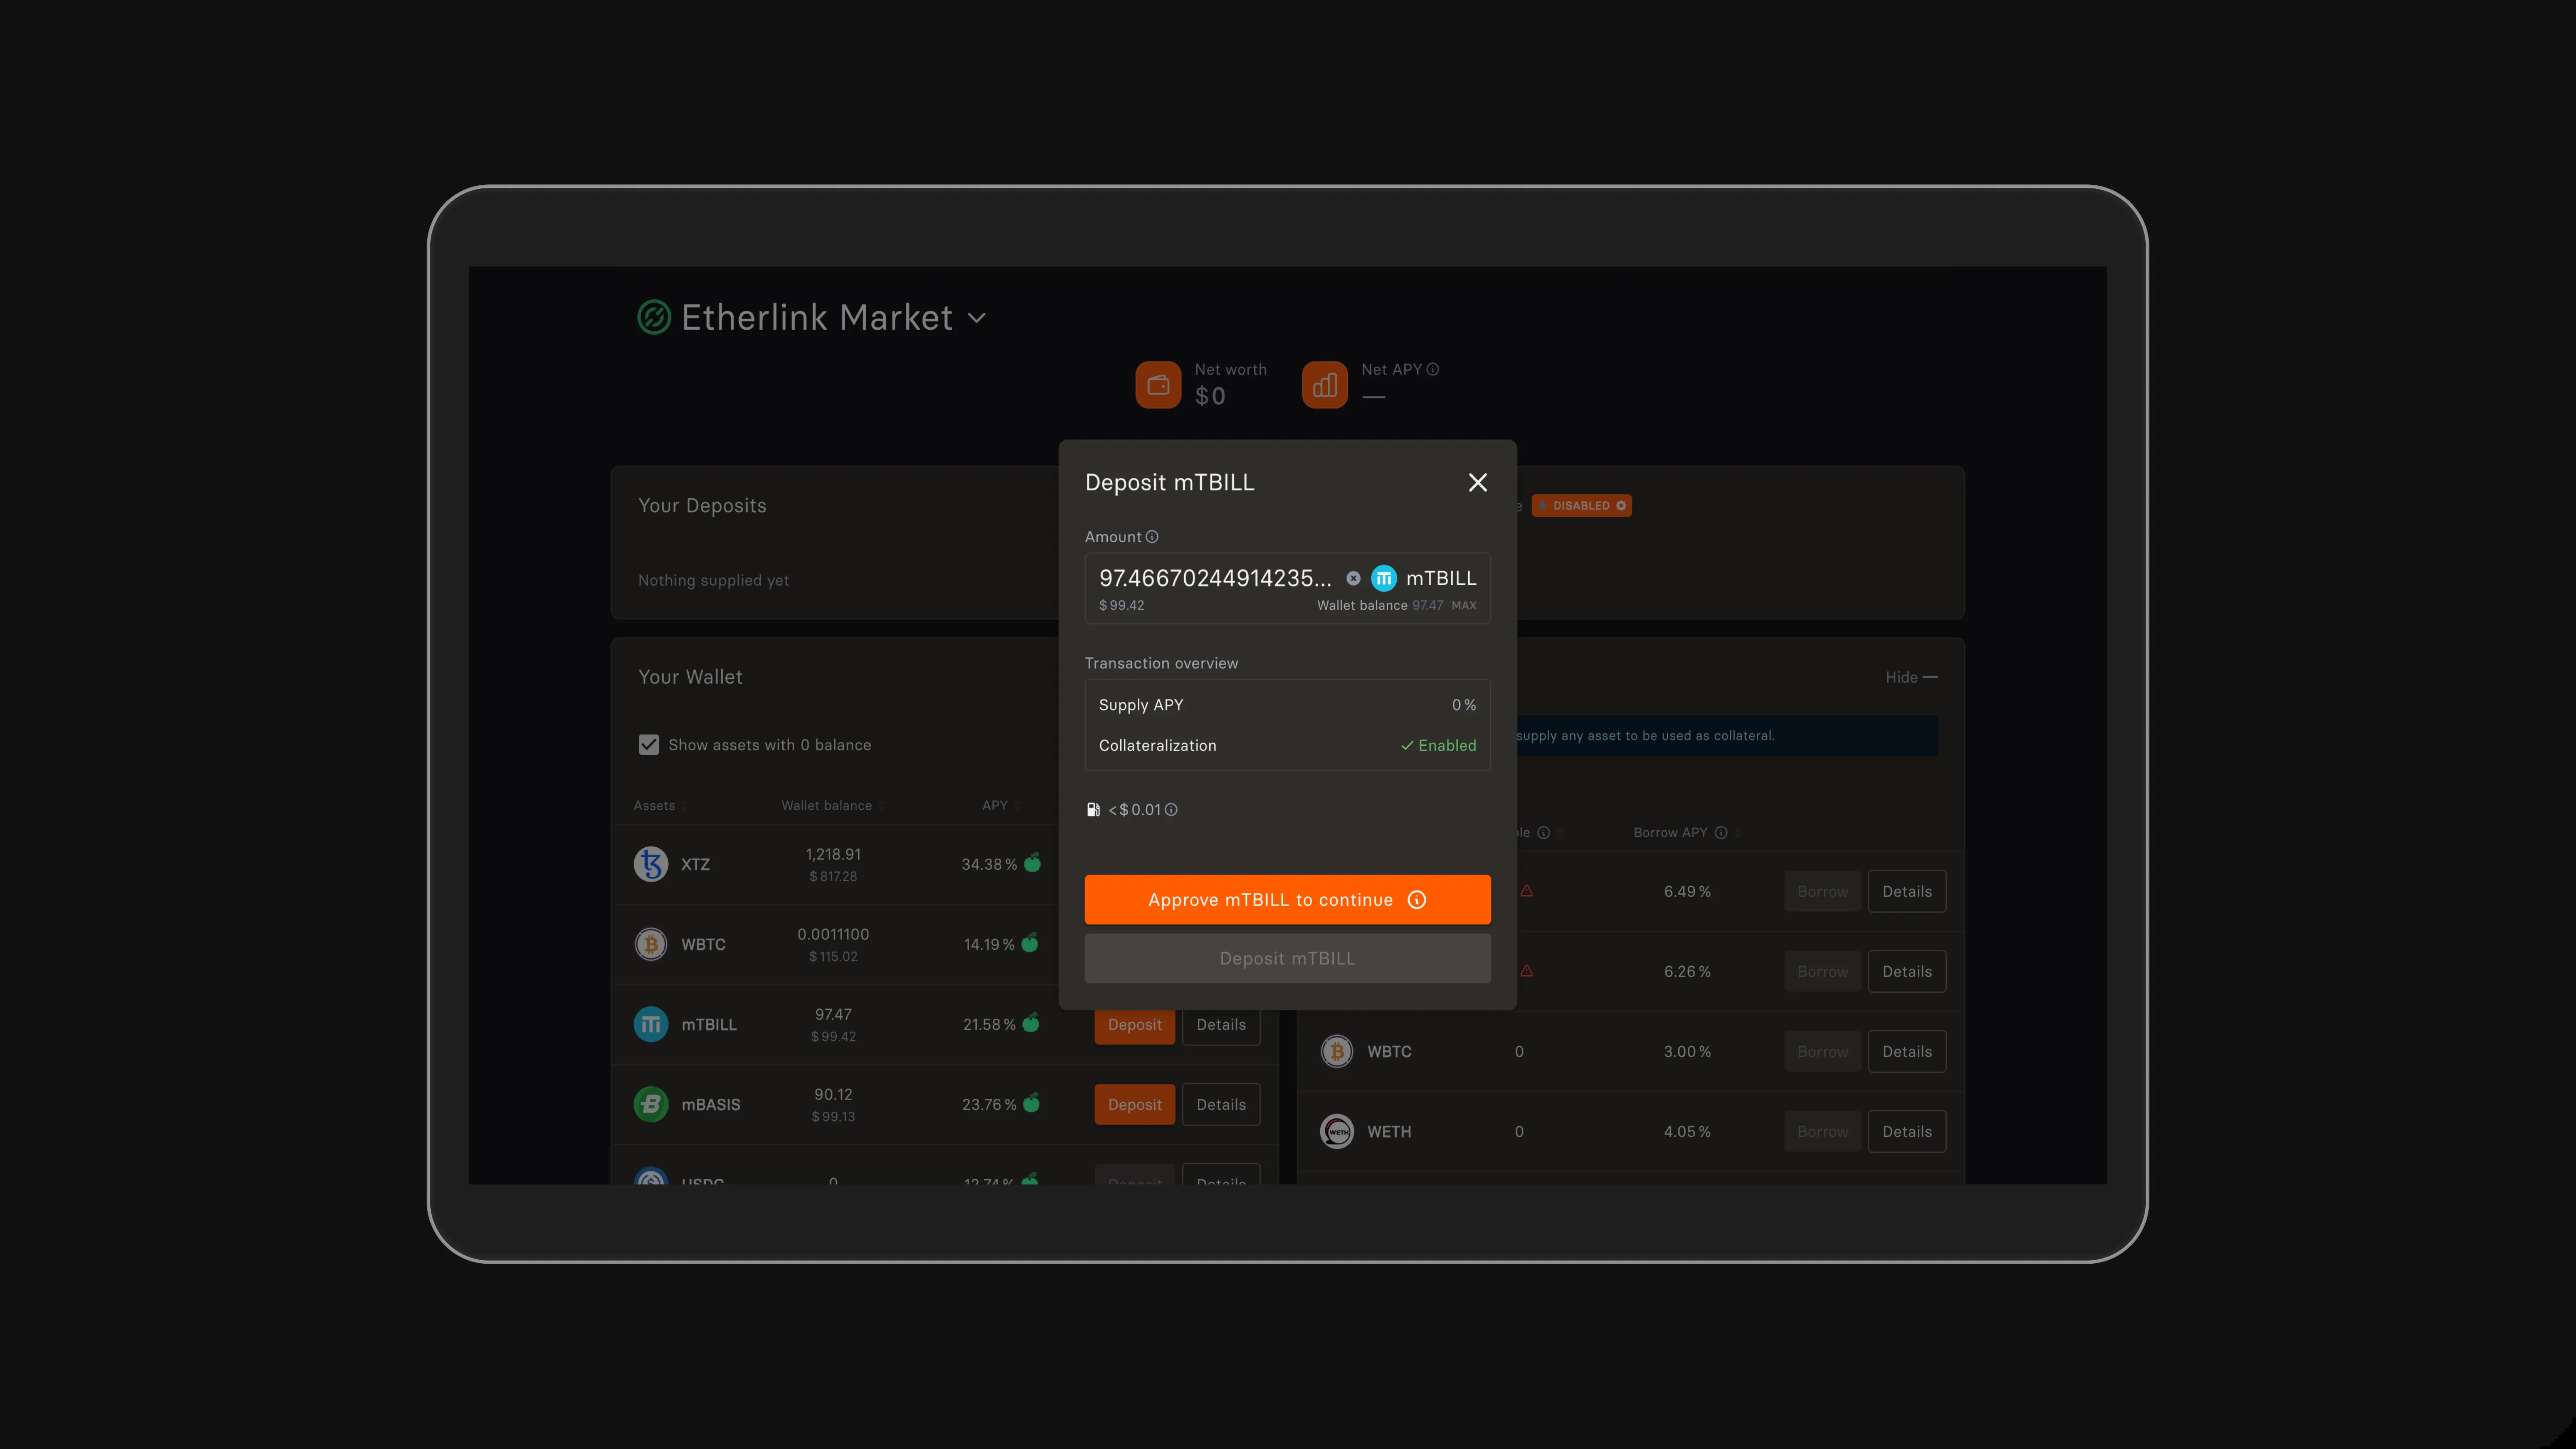 Etherlink Market
Net worth
$0
Net APY
—
Your Deposits
Nothing supplied yet
DISABLED
Deposit mTBILL
Amount
97.46670244914235... mTBILL
$99.42 Wallet balance 97.47 MAX
Transaction overview
Supply APY 0%
Collateralization Enabled
<$0.01
Approve mTBILL to continue
Deposit mTBILL
Your Wallet
Show assets with 0 balance
Assets Wallet balance APY
XTZ 1,218.91 34.38%
$817.28
WBTC 0.0011100 14.19%
$115.02
mTBILL 97.47 21.58% Deposit Details
$99.42
mBASIS 90.12 23.76% Deposit Details
$99.13
USDC 0 12.74% Deposit Details
Hide
supply any asset to be used as collateral.
Borrow APY
6.49% Borrow Details
6.26% Borrow Details
WBTC 0 3.00% Borrow Details
WETH 0 4.05% Borrow Details